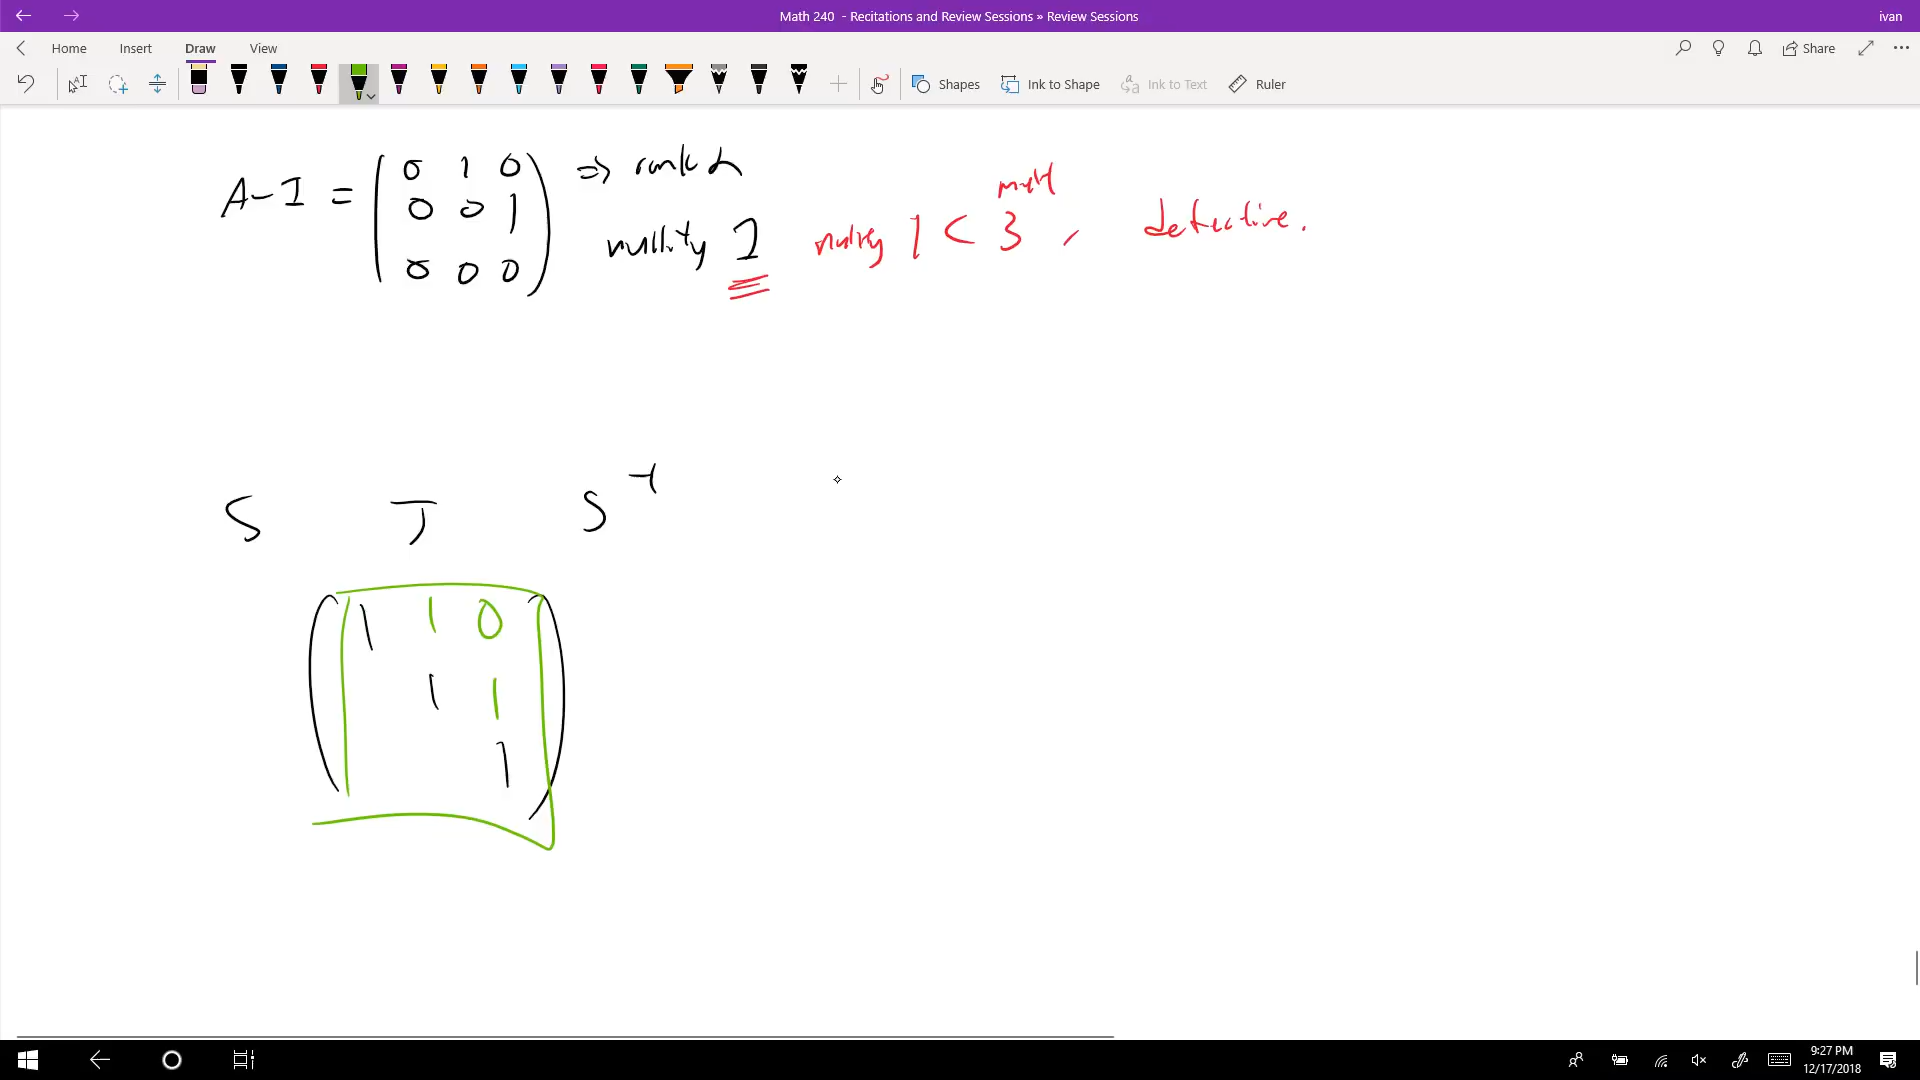 Math 240 - Recitations and Review Sessions » Review Sessions
ivan
Home Insert Draw View
Share
Shapes Ink to Shape Ink to Text Ruler
A-I = ( 0 1 0 ⇒ rank 2
0 0 1
0 0 0 )
nullity 1
nullity 1 < 3, defective.
mult
S J S⁻¹
( 1 1 0
1 1
1 )
9:27 PM
12/17/2018